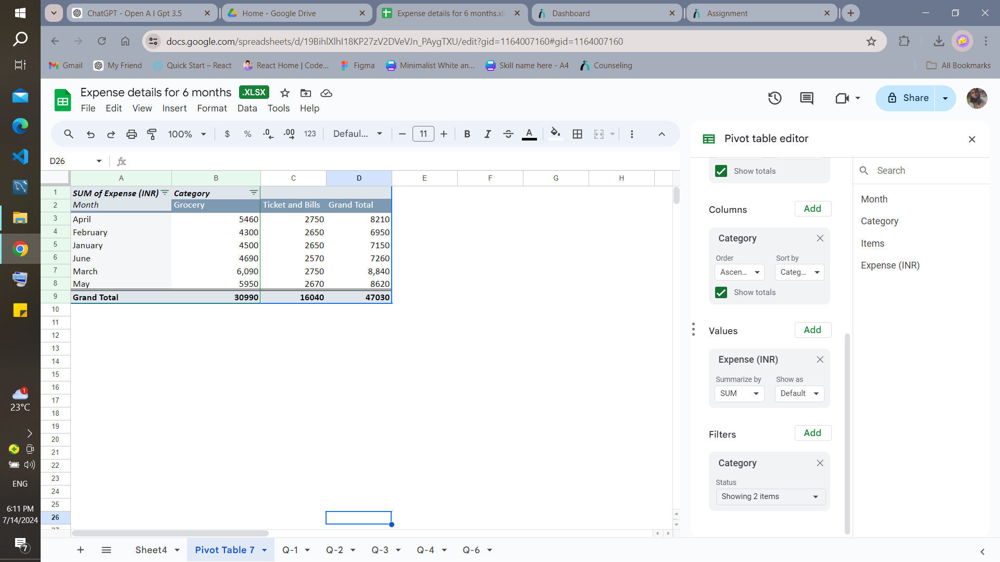 ChatGPT - Open A I Gpt 3.5
Home - Google Drive
Expense details for 6 months.xls
Dashboard
Assignment
docs.google.com/spreadsheets/d/19BihlXlhI18KP27zV2DVeVJn_PAygTXU/edit?gid=1164007160#gid=1164007160
Gmail
My Friend
Quick Start – React
React Home | Code...
Figma
Minimalist White an...
Skill name here - A4
Counseling
All Bookmarks
Expense details for 6 months
.XLSX
Share
File Edit View Insert Format Data Tools Help
100%
$ % .0 .00 123
Defaul...
11
B I A
D26
fx
A B C D E F G H
1 SUM of Expense (INR) Category
2 Month Grocery Ticket and Bills Grand Total
3 April 5460 2750 8210
4 February 4300 2650 6950
5 January 4500 2650 7150
6 June 4690 2570 7260
7 March 6,090 2750 8,840
8 May 5950 2670 8620
9 Grand Total 30990 16040 47030
10
11
12
13
14
15
16
17
18
19
20
21
22
23
24
25
26
Pivot table editor
Show totals
Columns
Add
Category
Order Sort by
Ascen... Categ...
Show totals
Values
Add
Expense (INR)
Summarize by Show as
SUM Default
Filters
Add
Category
Status
Showing 2 items
Search
Month
Category
Items
Expense (INR)
Sheet4
Pivot Table 7
Q-1
Q-2
Q-3
Q-4
Q-6
1
23°C
ENG
6:11 PM
7/14/2024
7